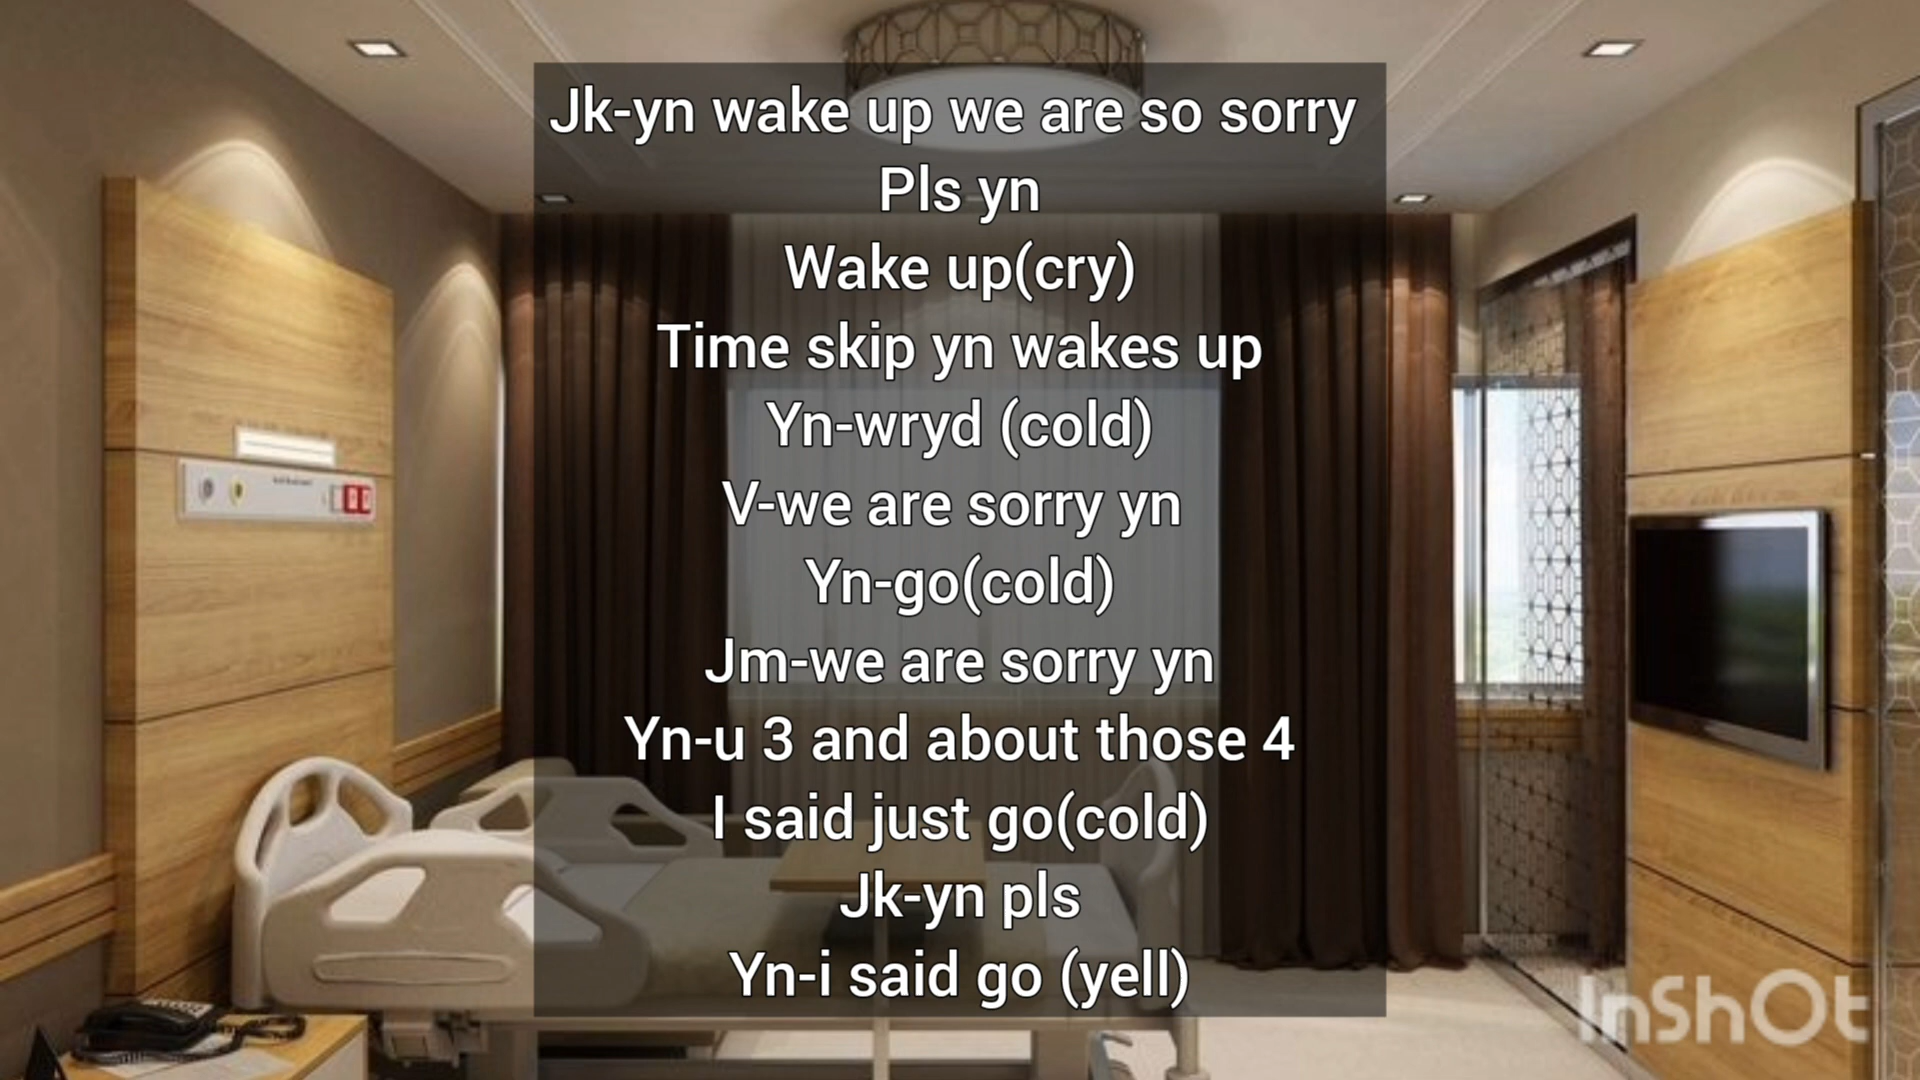 Jk-yn wake up we are so sorry
Pls yn
Wake up(cry)
Time skip yn wakes up
Yn-wryd (cold)
V-we are sorry yn
Yn-go(cold)
Jm-we are sorry yn
Yn-u 3 and about those 4
I said just go(cold)
Jk-yn pls
Yn-i said go (yell)
InShOt